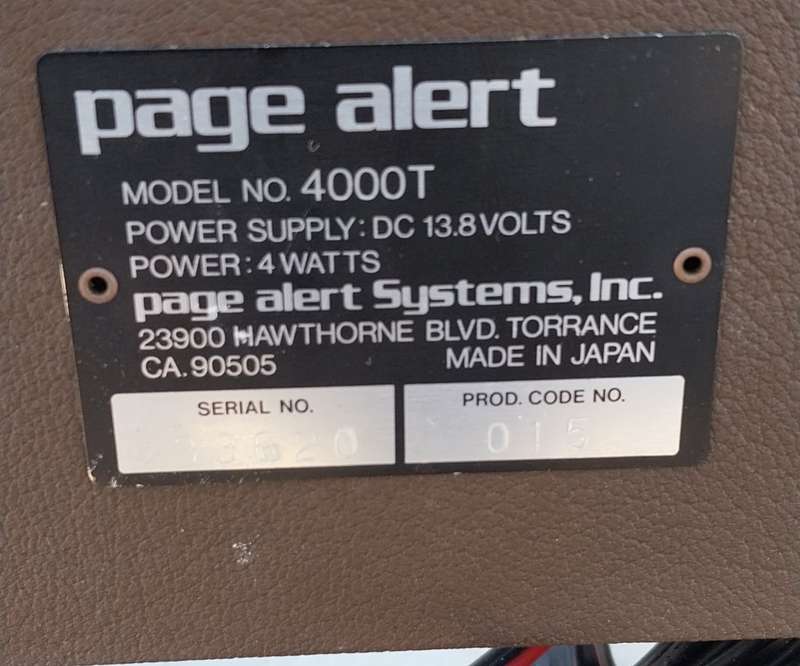 page alert
MODEL NO. 4000T
POWER SUPPLY: DC 13.8 VOLTS
POWER: 4 WATTS
page alert Systems, Inc.
23900 HAWTHORNE BLVD. TORRANCE
CA. 90505 MADE IN JAPAN
SERIAL NO. PROD. CODE NO.
015